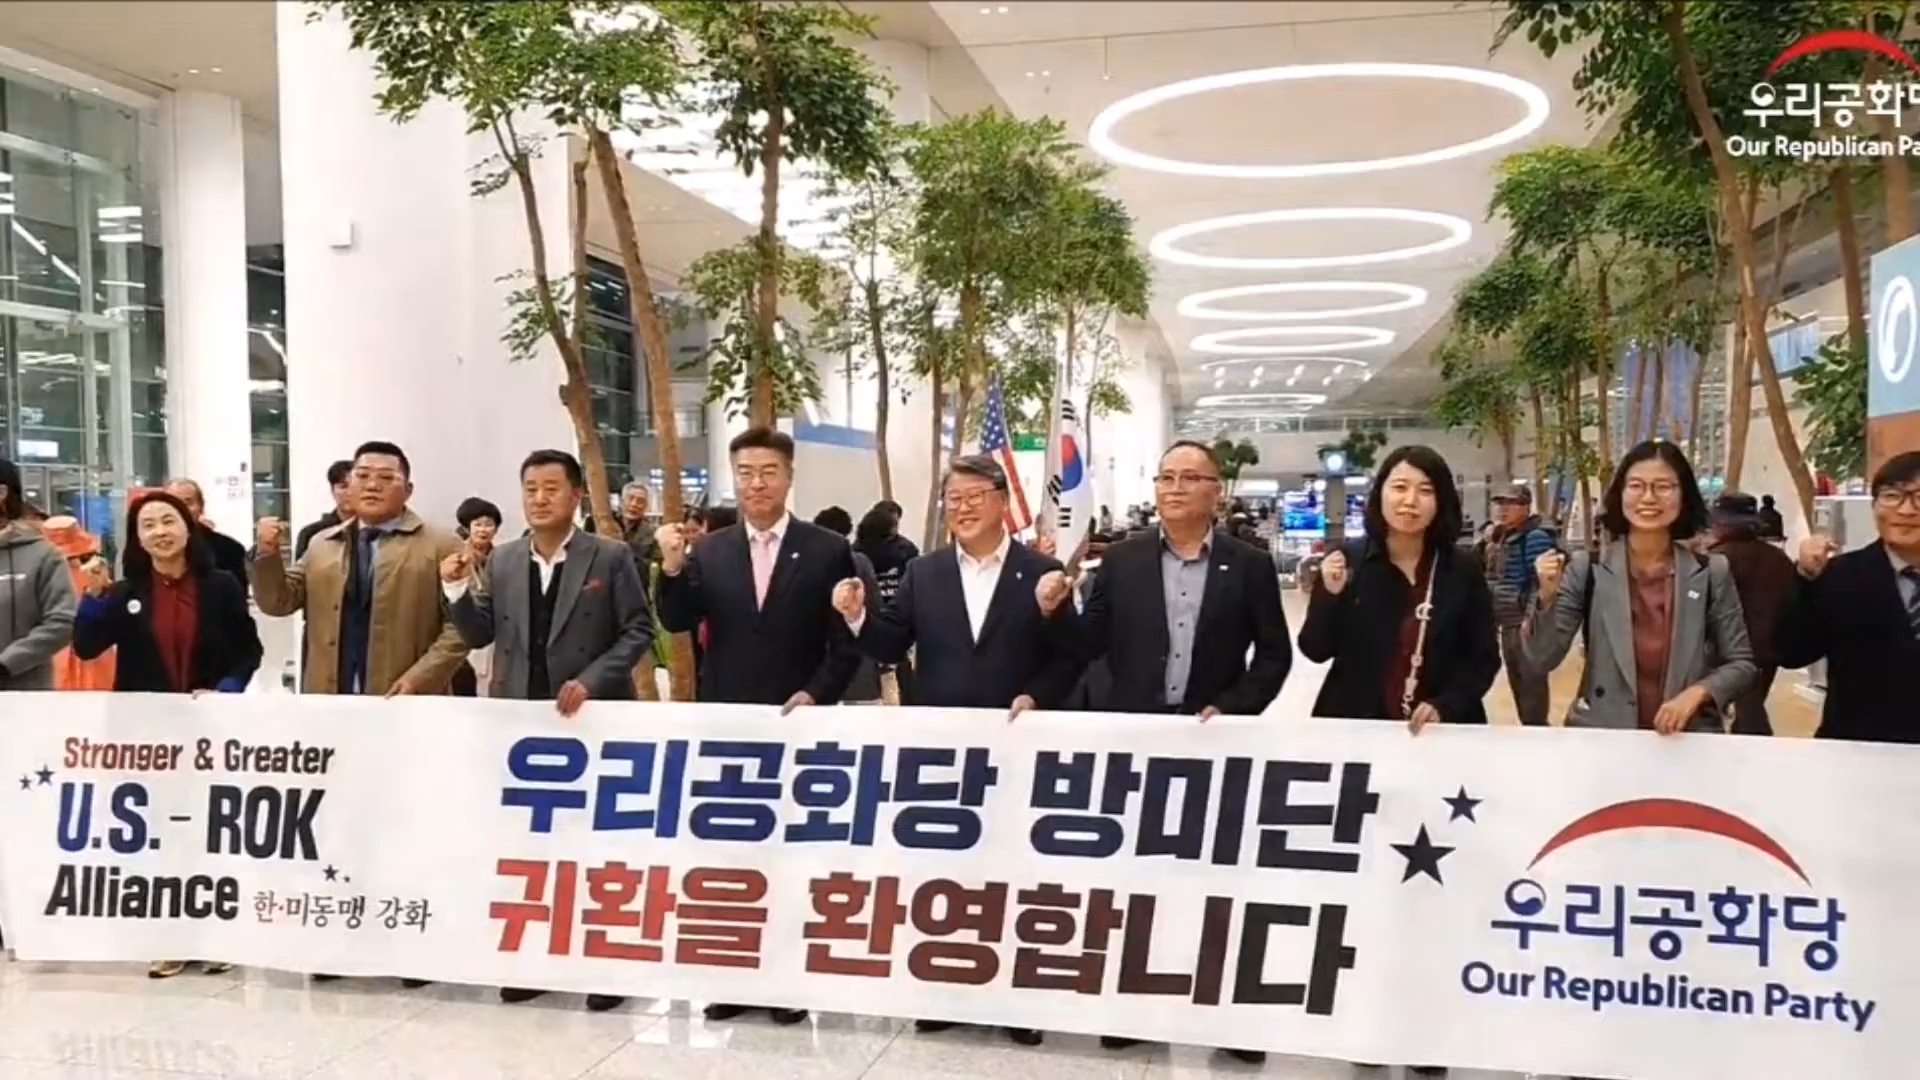 우리공화
Our Republican Pa
Stronger & Greater
U.S. - ROK
Alliance 한·미동맹 강화
우리공화당 방미단
귀환을 환영합니다
우리공화당
Our Republican Party